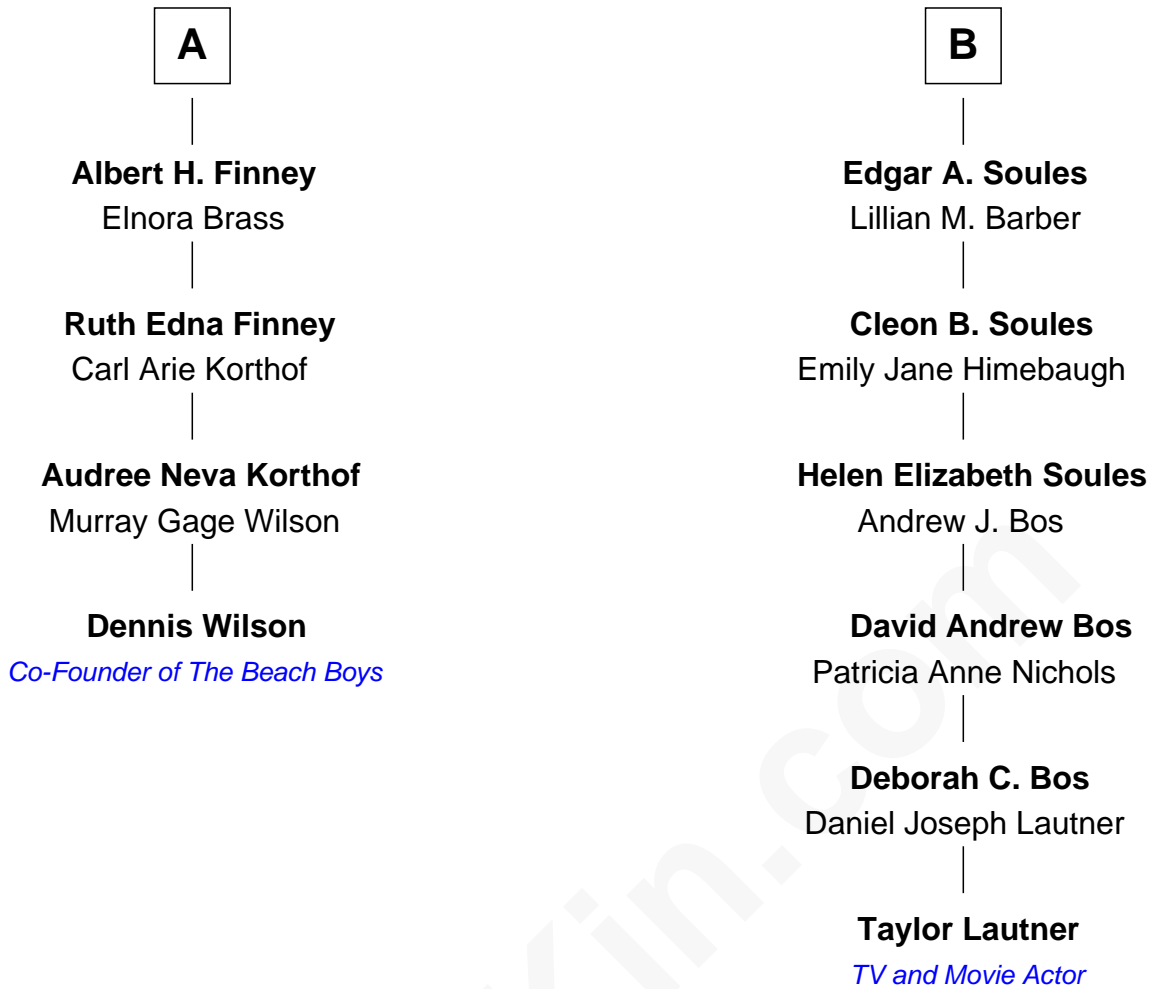 A
B
Albert H. Finney
Elnora Brass
Edgar A. Soules
Lillian M. Barber
Ruth Edna Finney
Carl Arie Korthof
Cleon B. Soules
Emily Jane Himebaugh
Audree Neva Korthof
Murray Gage Wilson
Helen Elizabeth Soules
Andrew J. Bos
Dennis Wilson
Co-Founder of The Beach Boys
David Andrew Bos
Patricia Anne Nichols
Deborah C. Bos
Daniel Joseph Lautner
Taylor Lautner
TV and Movie Actor